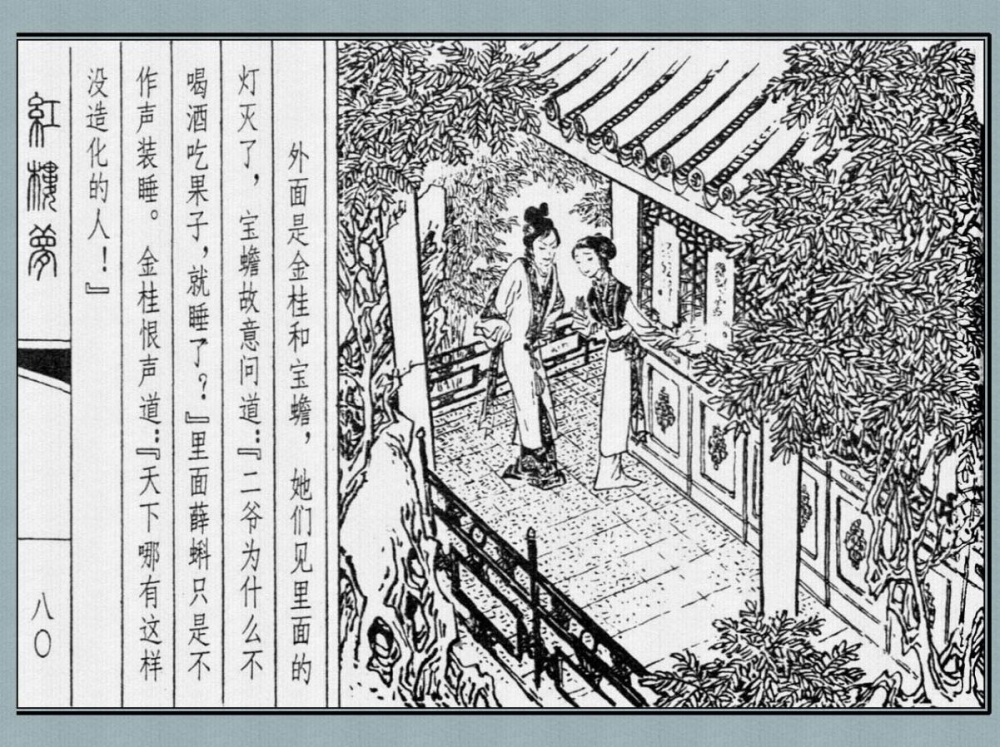 外面是金桂和宝蟾，她们见里面的
灯灭了，宝蟾故意问道：『二爷为什么不
喝酒吃果子，就睡了？』里面薛蝌只是不
作声装睡。金桂恨声道：『天下哪有这样
没造化的人！』
紅樓夢
八〇